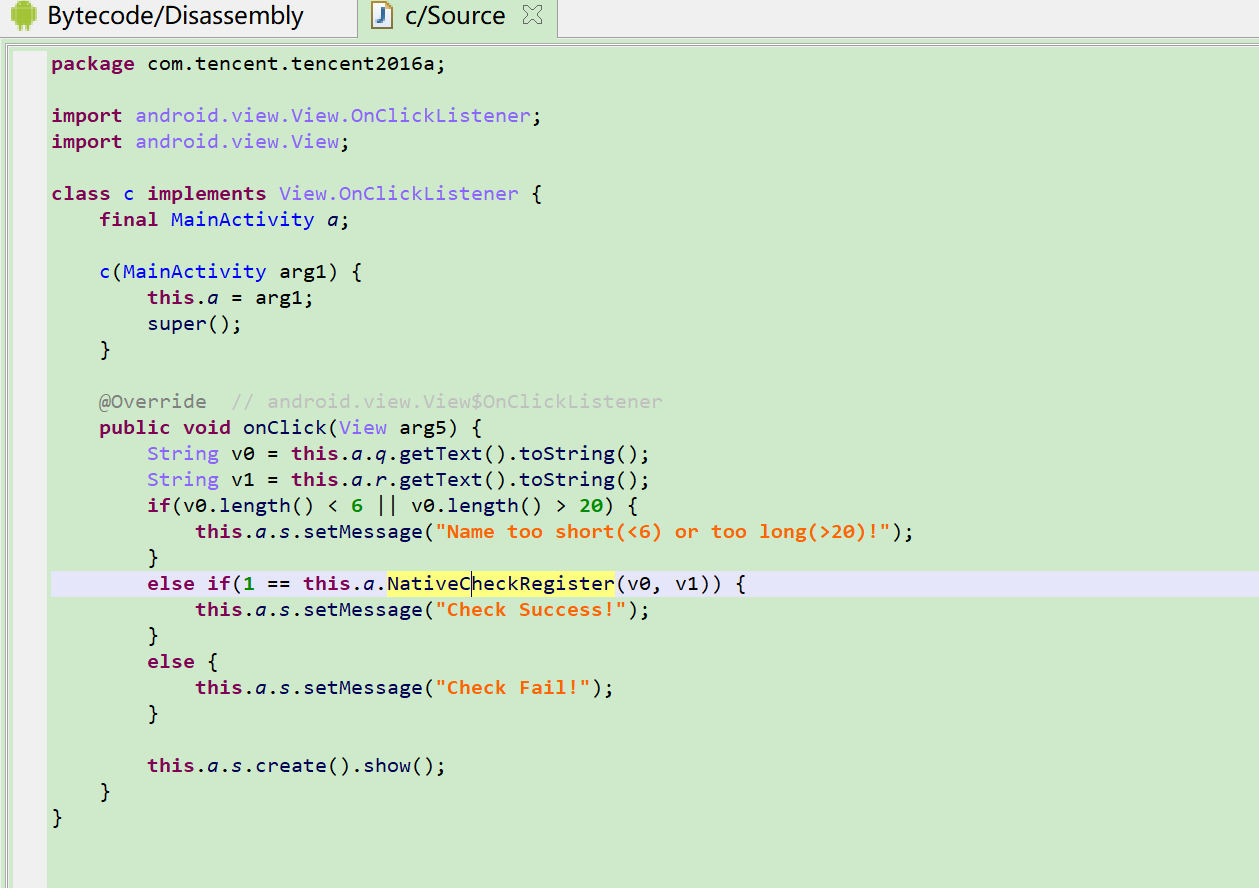 Bytecode/Disassembly
c/Source
package com.tencent.tencent2016a;
import android.view.View.OnClickListener;
import android.view.View;
class c implements View.OnClickListener {
    final MainActivity a;
    c(MainActivity arg1) {
        this.a = arg1;
        super();
    }
    @Override  // android.view.View$OnClickListener
    public void onClick(View arg5) {
        String v0 = this.a.q.getText().toString();
        String v1 = this.a.r.getText().toString();
        if(v0.length() < 6 || v0.length() > 20) {
            this.a.s.setMessage("Name too short(<6) or too long(>20)!");
        }
        else if(1 == this.a.NativeCheckRegister(v0, v1)) {
            this.a.s.setMessage("Check Success!");
        }
        else {
            this.a.s.setMessage("Check Fail!");
        }
        this.a.s.create().show();
    }
}